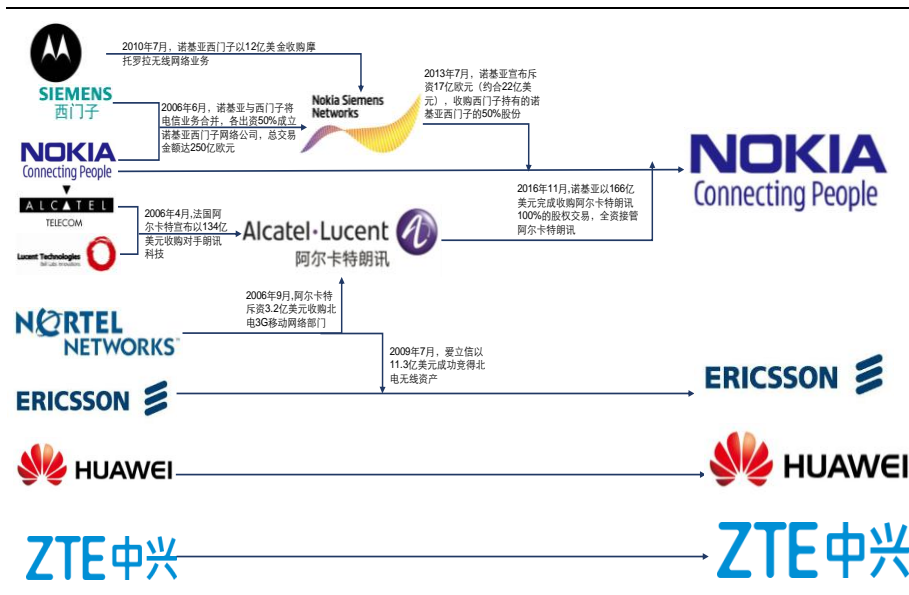 2010年7月，诺基亚西门子以12亿美金收购摩
托罗拉无线网络业务
SIEMENS
西门子
2006年6月，诺基亚与西门子将
电信业务合并，各出资50%成立
诺基亚西门子网络公司，总交易
金额达250亿欧元
Nokia Siemens
Networks
2013年7月，诺基亚宣布斥
资17亿欧元（约合22亿美
元），收购西门子持有的诺
基亚西门子的50%股份
NOKIA
Connecting People
NOKIA
Connecting People
ALCATEL
TELECOM
2006年4月,法国阿
尔卡特宣布以134亿
美元收购对手朗讯
科技
Lucent Technologies
Bell Labs Innovations
Alcatel·Lucent
阿尔卡特朗讯
2016年11月,诺基亚以166亿
美元完成收购阿尔卡特朗讯
100%的股权交易，全资接管
阿尔卡特朗讯
2006年9月,阿尔卡特
斥资3.2亿美元收购北
电3G移动网络部门
NORTEL
NETWORKS
2009年7月，爱立信以
11.3亿美元成功竞得北
电无线资产
ERICSSON
ERICSSON
HUAWEI
HUAWEI
ZTE中兴
ZTE中兴